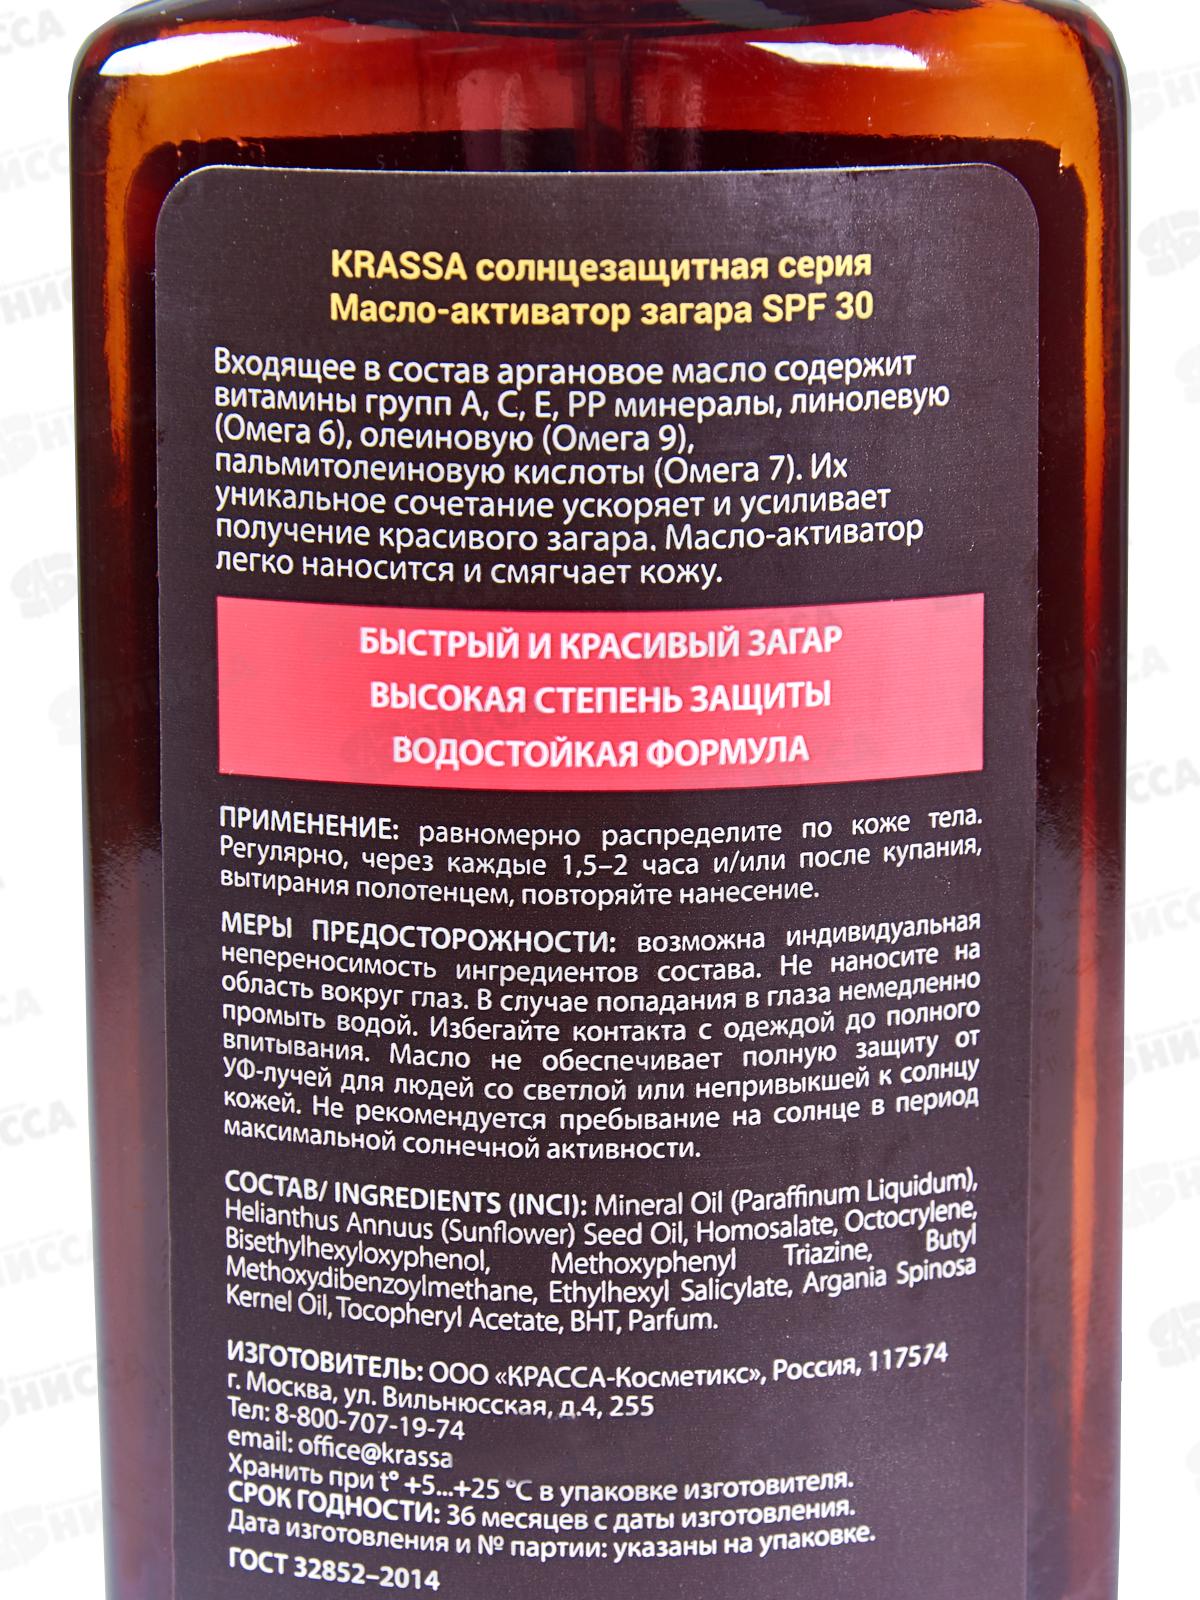 KRASSA солнцезащитная серия
Масло-активатор загара SPF 30
Входящее в состав аргановое масло содержит
витамины групп А, С, Е, РР минералы, линолевую
(Омега 6), олеиновую (Омега 9),
пальмитолеиновую кислоты (Омега 7). Их
уникальное сочетание ускоряет и усиливает
получение красивого загара. Масло-активатор
легко наносится и смягчает кожу.
БЫСТРЫЙ И КРАСИВЫЙ ЗАГАР
ВЫСОКАЯ СТЕПЕНЬ ЗАЩИТЫ
ВОДОСТОЙКАЯ ФОРМУЛА
ПРИМЕНЕНИЕ: равномерно распределите по коже тела.
Регулярно, через каждые 1,5–2 часа и/или после купания,
вытирания полотенцем, повторяйте нанесение.
МЕРЫ ПРЕДОСТОРОЖНОСТИ: возможна индивидуальная
непереносимость ингредиентов состава. Не наносите на
область вокруг глаз. В случае попадания в глаза немедленно
промыть водой. Избегайте контакта с одеждой до полного
впитывания. Масло не обеспечивает полную защиту от
УФ-лучей для людей со светлой или непривыкшей к солнцу
кожей. Не рекомендуется пребывание на солнце в период
максимальной солнечной активности.
СОСТАВ/ INGREDIENTS (INCI): Mineral Oil (Paraffinum Liquidum),
Helianthus Annuus (Sunflower) Seed Oil, Homosalate, Octocrylene,
Bisethylhexyloxyphenol, Methoxyphenyl Triazine, Butyl
Methoxydibenzoylmethane, Ethylhexyl Salicylate, Argania Spinosa
Kernel Oil, Tocopheryl Acetate, BHT, Parfum.
ИЗГОТОВИТЕЛЬ: ООО «КРАССА-Косметикс», Россия, 117574
г. Москва, ул. Вильнюсская, д.4, 255
Тел: 8-800-707-19-74
email: office@krassa
Хранить при t° +5...+25 °C в упаковке изготовителя.
СРОК ГОДНОСТИ: 36 месяцев с даты изготовления.
Дата изготовления и № партии: указаны на упаковке.
ГОСТ 32852–2014